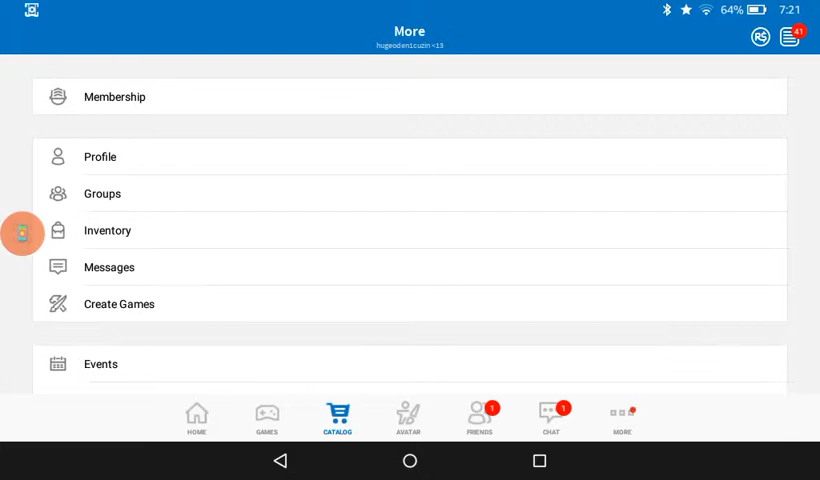 64% 7:21
More
hugeoden1cuzin <13
R$ 41
Membership
Profile
Groups
Inventory
Messages
Create Games
Events
1 1
HOME GAMES CATALOG AVATAR FRIENDS CHAT MORE